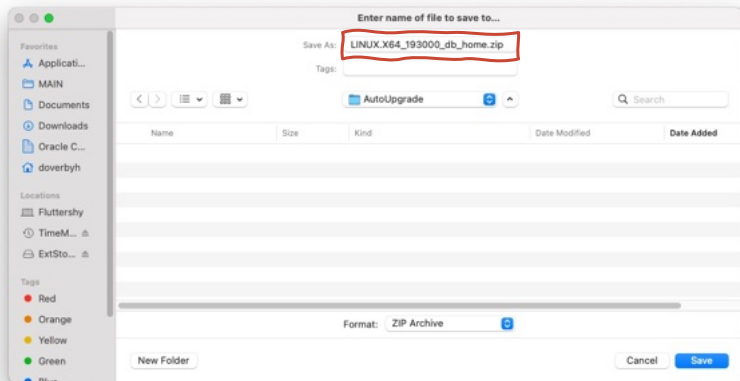 Enter name of file to save to...
Save As: LINUX.X64_193000_db_home.zip
Tags:
Favorites
Applicati...
MAIN
Documents
Downloads
Oracle C...
doverbyh
Locations
Fluttershy
TimeM...
ExtSto...
Tags
Red
Orange
Yellow
Green
Blue
AutoUpgrade
Search
Name Size Kind Date Modified Date Added
Format: ZIP Archive
New Folder Cancel Save